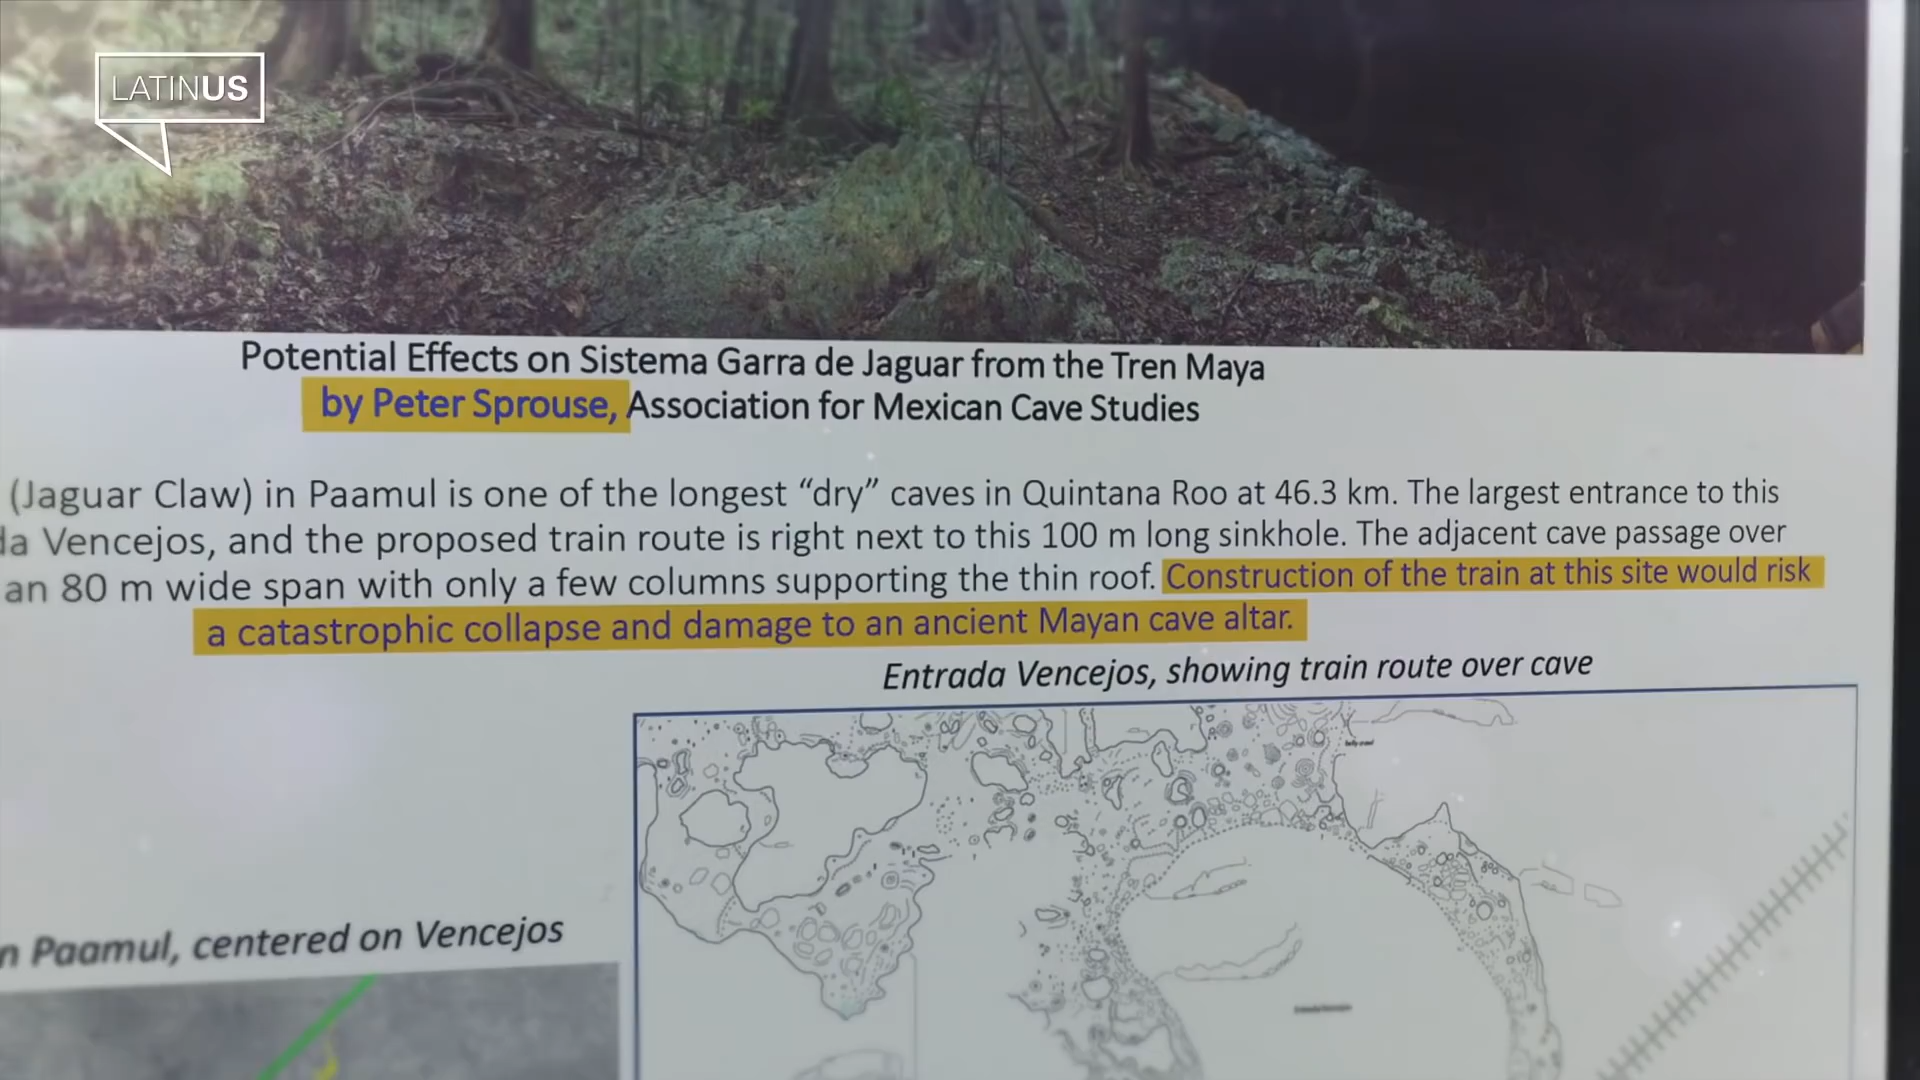 LATINUS
Potential Effects on Sistema Garra de Jaguar from the Tren Maya
by Peter Sprouse, Association for Mexican Cave Studies
(Jaguar Claw) in Paamul is one of the longest “dry” caves in Quintana Roo at 46.3 km. The largest entrance to this
Vencejos, and the proposed train route is right next to this 100 m long sinkhole. The adjacent cave passage over
an 80 m wide span with only a few columns supporting the thin roof. Construction of the train at this site would risk
a catastrophic collapse and damage to an ancient Mayan cave altar.
Entrada Vencejos, showing train route over cave
Paamul, centered on Vencejos